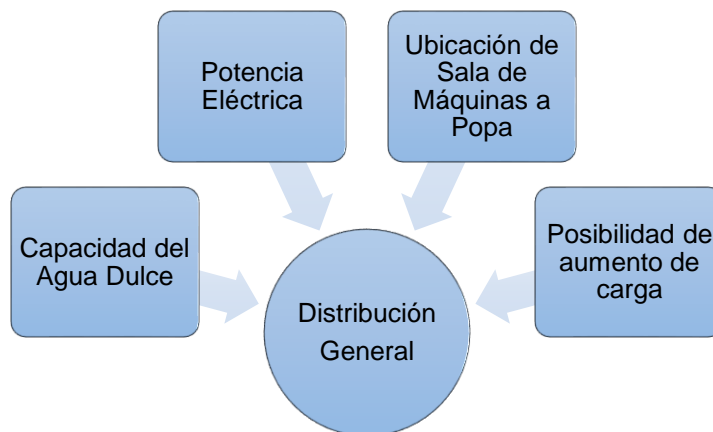 Potencia
Eléctrica
Ubicación de
Sala de
Máquinas a
Popa
Capacidad del
Agua Dulce
Posibilidad de
aumento de
carga
Distribución
General